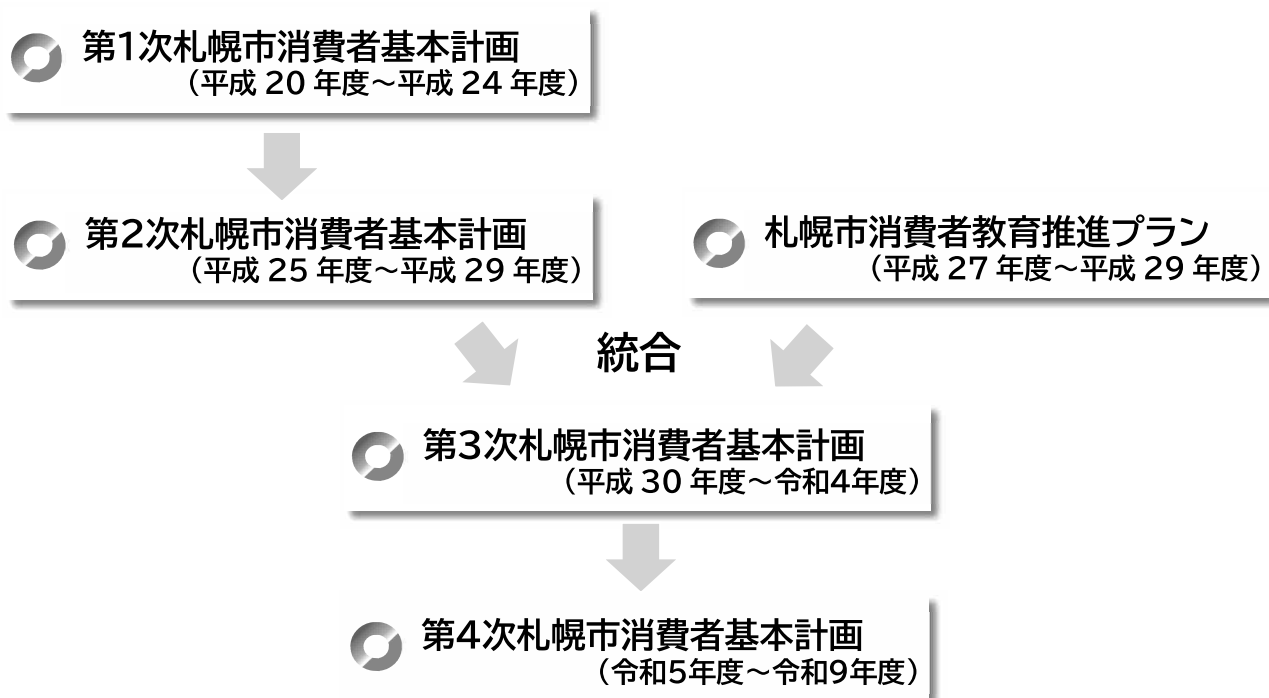 第1次札幌市消費者基本計画
（平成 20 年度～平成 24 年度）
第2次札幌市消費者基本計画
（平成 25 年度～平成 29 年度）
札幌市消費者教育推進プラン
（平成 27 年度～平成 29 年度）
統合
第3次札幌市消費者基本計画
（平成 30 年度～令和4年度）
第4次札幌市消費者基本計画
（令和5年度～令和9年度）